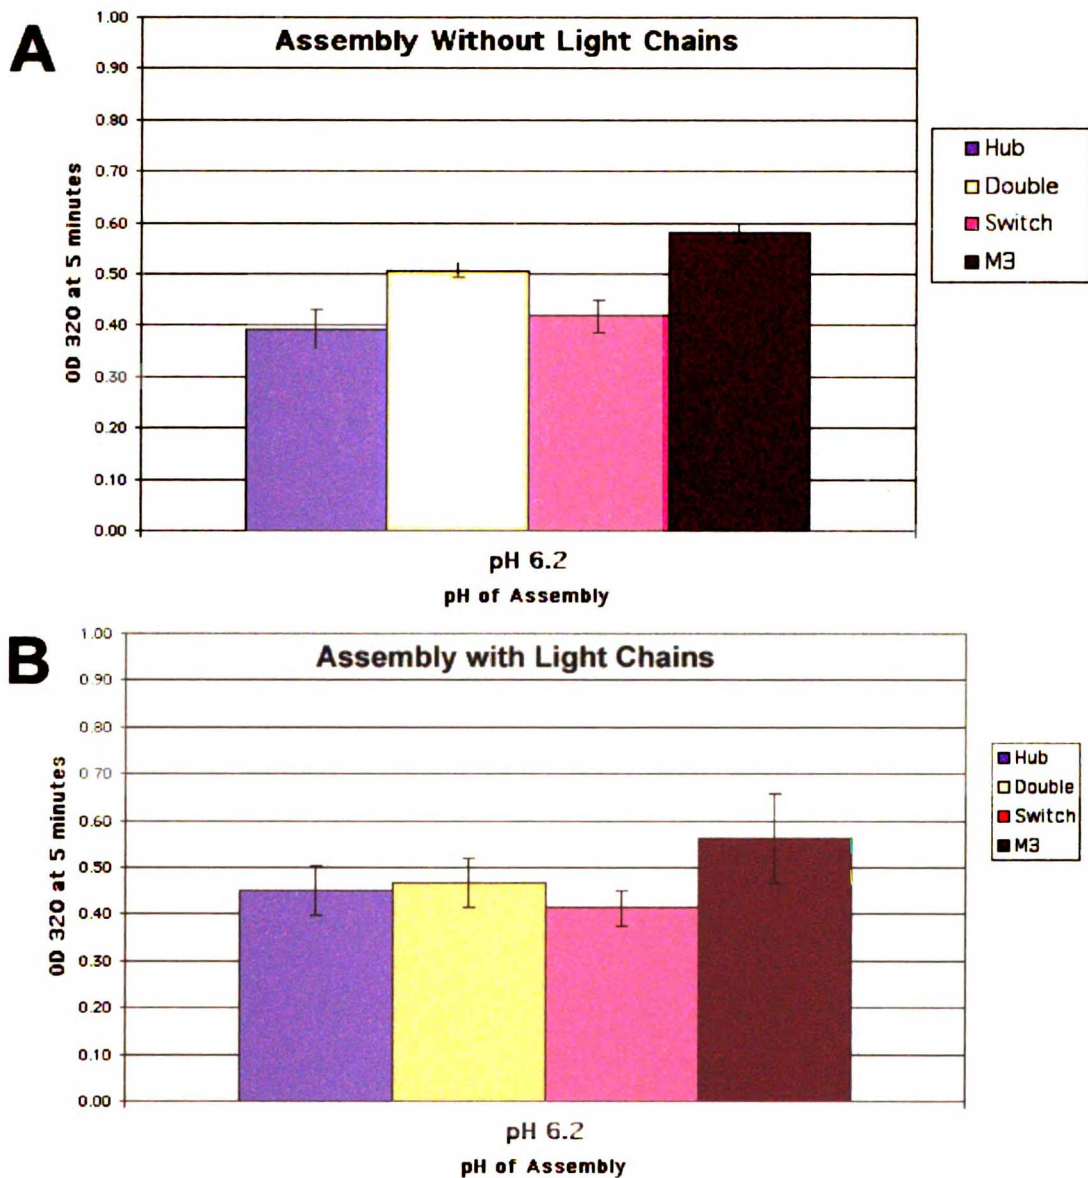 A
Assembly Without Light Chains
1.00
0.90
0.80
0.70
0.60
0.50
0.40
0.30
0.20
0.10
0.00
OD 320 at 5 minutes
Hub
Double
Switch
M3
pH 6.2
pH of Assembly
B
Assembly with Light Chains
1.00
0.90
0.80
0.70
0.60
0.50
0.40
0.30
0.20
0.10
0.00
OD 320 at 5 minutes
Hub
Double
Switch
M3
pH 6.2
pH of Assembly